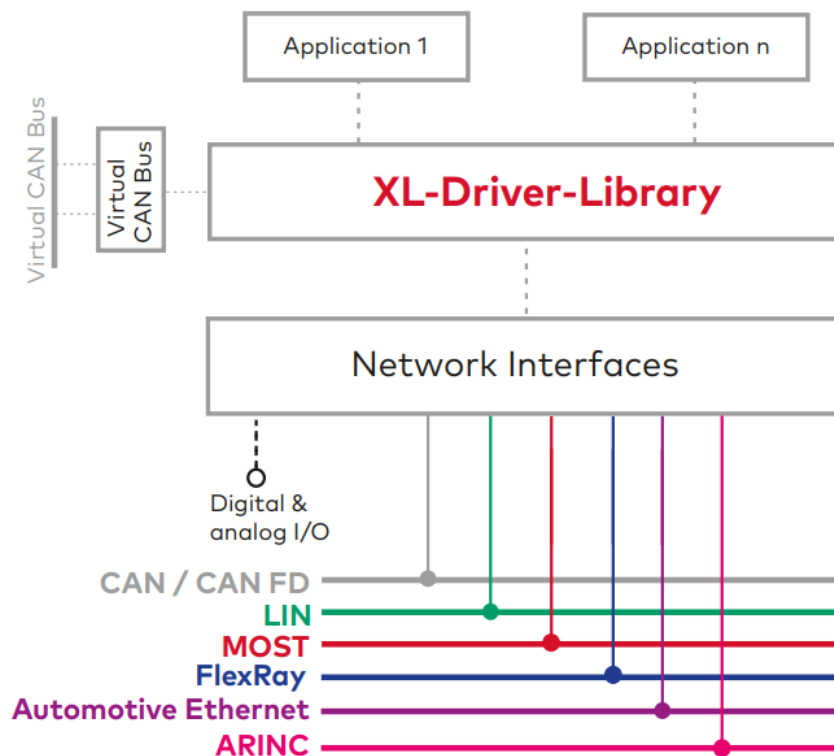 Application 1
Application n
Virtual CAN Bus
Virtual
CAN Bus
XL-Driver-Library
Network Interfaces
Digital &
analog I/O
CAN / CAN FD
LIN
MOST
FlexRay
Automotive Ethernet
ARINC